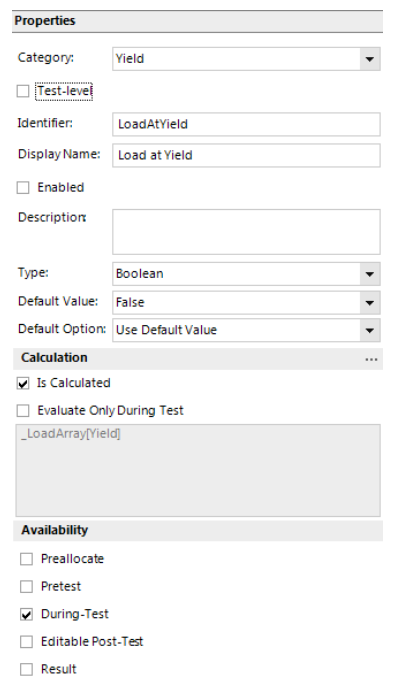 Properties
Category: Yield
Test-level
Identifier: LoadAtYield
Display Name: Load at Yield
Enabled
Description:
Type: Boolean
Default Value: False
Default Option: Use Default Value
Calculation ...
Is Calculated
Evaluate Only During Test
_LoadArray[Yield]
Availability
Preallocate
Pretest
During-Test
Editable Post-Test
Result